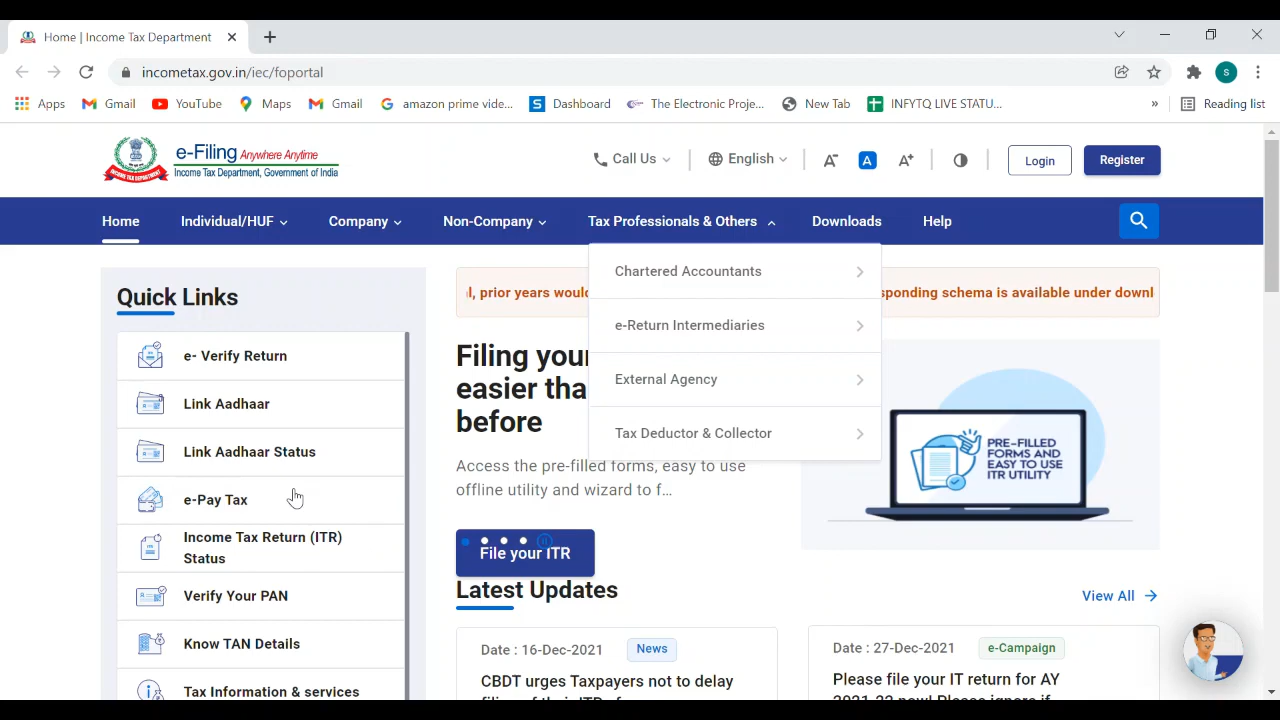 Home | Income Tax Department
incometax.gov.in/iec/foportal
s
Apps
Gmail
YouTube
Maps
Gmail
amazon prime vide...
Dashboard
The Electronic Proje...
New Tab
INFYTQ LIVE STATU...
»
Reading list
e-Filing Anywhere Anytime
Income Tax Department, Government of India
Call Us
English
A-
A
A+
Login
Register
Home
Individual/HUF
Company
Non-Company
Tax Professionals & Others
Downloads
Help
Chartered Accountants
e-Return Intermediaries
External Agency
Tax Deductor & Collector
Quick Links
e- Verify Return
Link Aadhaar
Link Aadhaar Status
e-Pay Tax
Income Tax Return (ITR)
Status
Verify Your PAN
Know TAN Details
Tax Information & services
, prior years
sponding schema is available under downl
Filing your
easier tha
before
Access the pre-filled forms, easy to use
offline utility and wizard to f...
File your ITR
PRE-FILLED
FORMS AND
EASY TO USE
ITR UTILITY
Latest Updates
View All
Date : 16-Dec-2021
News
CBDT urges Taxpayers not to delay
Date : 27-Dec-2021
e-Campaign
Please file your IT return for AY